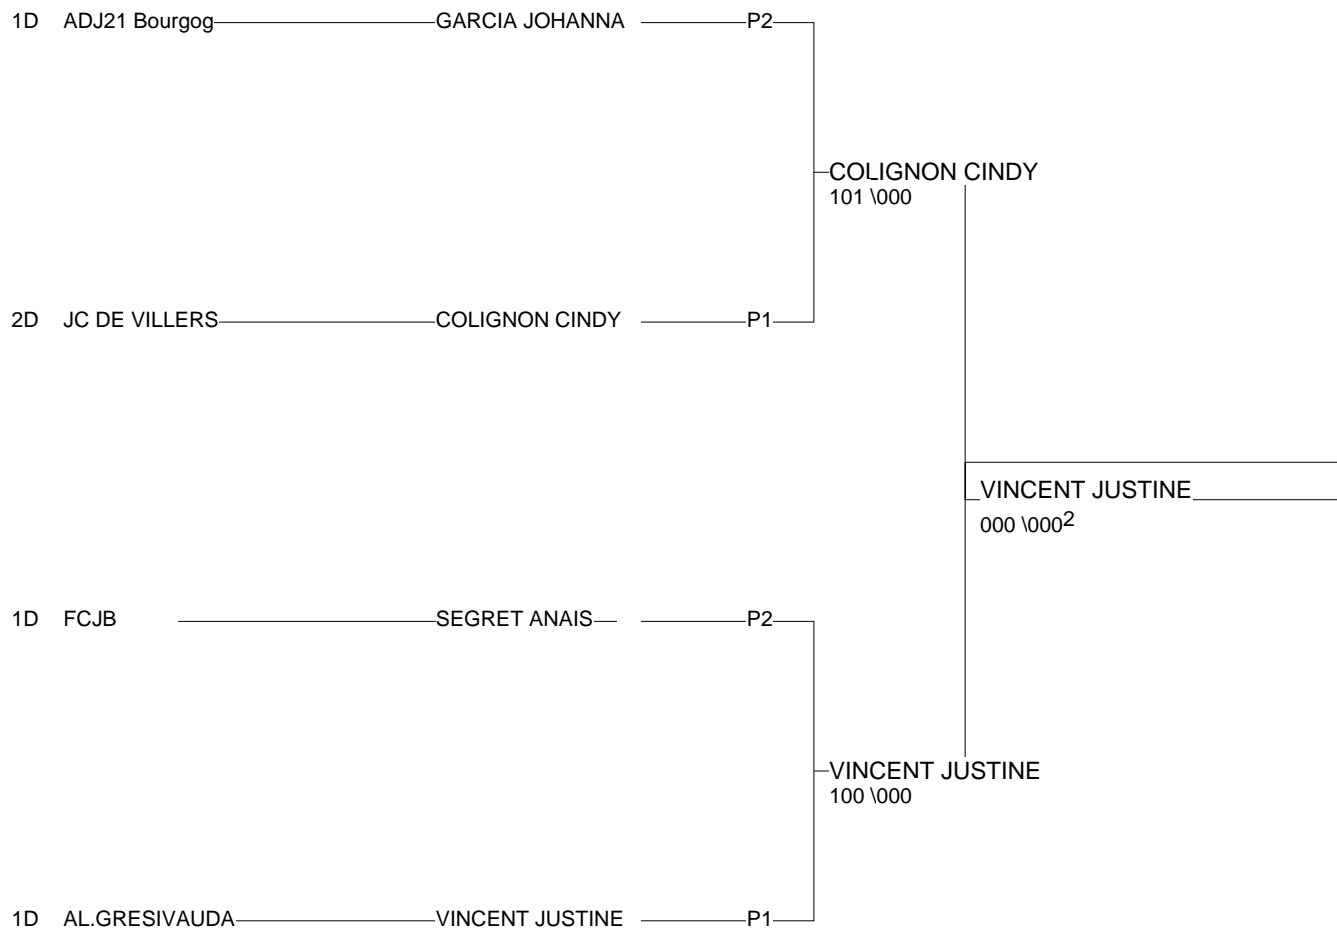 1D ADJ21 Bourgog GARCIA JOHANNA P2
COLIGNON CINDY
101 \000
2D JC DE VILLERS COLIGNON CINDY P1
VINCENT JUSTINE
000 \000 2
1D FCJB SEGRET ANAIS P2
VINCENT JUSTINE
100 \000
1D AL.GRESIVAUDA VINCENT JUSTINE P1